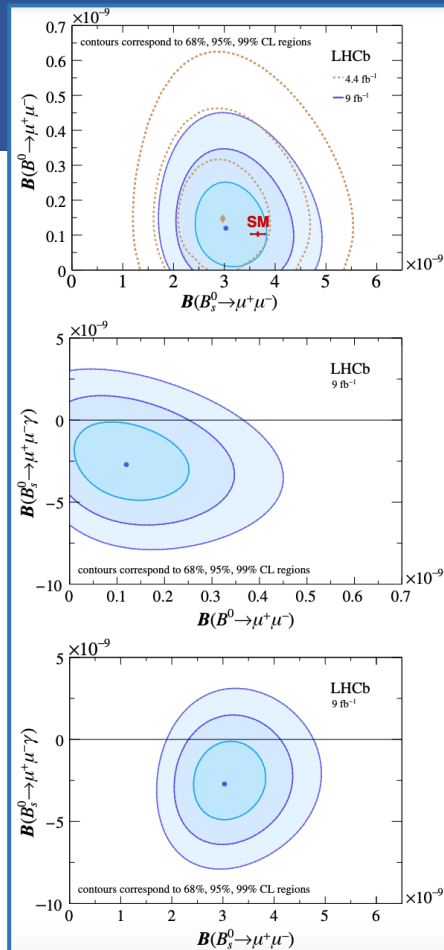 ×10⁻⁹
0.7
contours correspond to 68%, 95%, 99% CL regions
0.6
LHCb
4.4 fb⁻¹
0.5
9 fb⁻¹
0.4
0.3
0.2
SM
0.1
0
×10⁻⁹
0 1 2 3 4 5 6
B(B⁰→μ⁺μ⁻)
B(B⁰ₛ→μ⁺μ⁻)
×10⁻⁹
5
LHCb
9 fb⁻¹
0
−5
contours correspond to 68%, 95%, 99% CL regions
−10
×10⁻⁹
0 0.1 0.2 0.3 0.4 0.5 0.6 0.7
B(B⁰ₛ→μ⁺μ⁻γ)
B(B⁰→μ⁺μ⁻)
×10⁻⁹
5
LHCb
9 fb⁻¹
0
−5
contours correspond to 68%, 95%, 99% CL regions
−10
×10⁻⁹
0 1 2 3 4 5 6
B(B⁰ₛ→μ⁺μ⁻γ)
B(B⁰ₛ→μ⁺μ⁻)